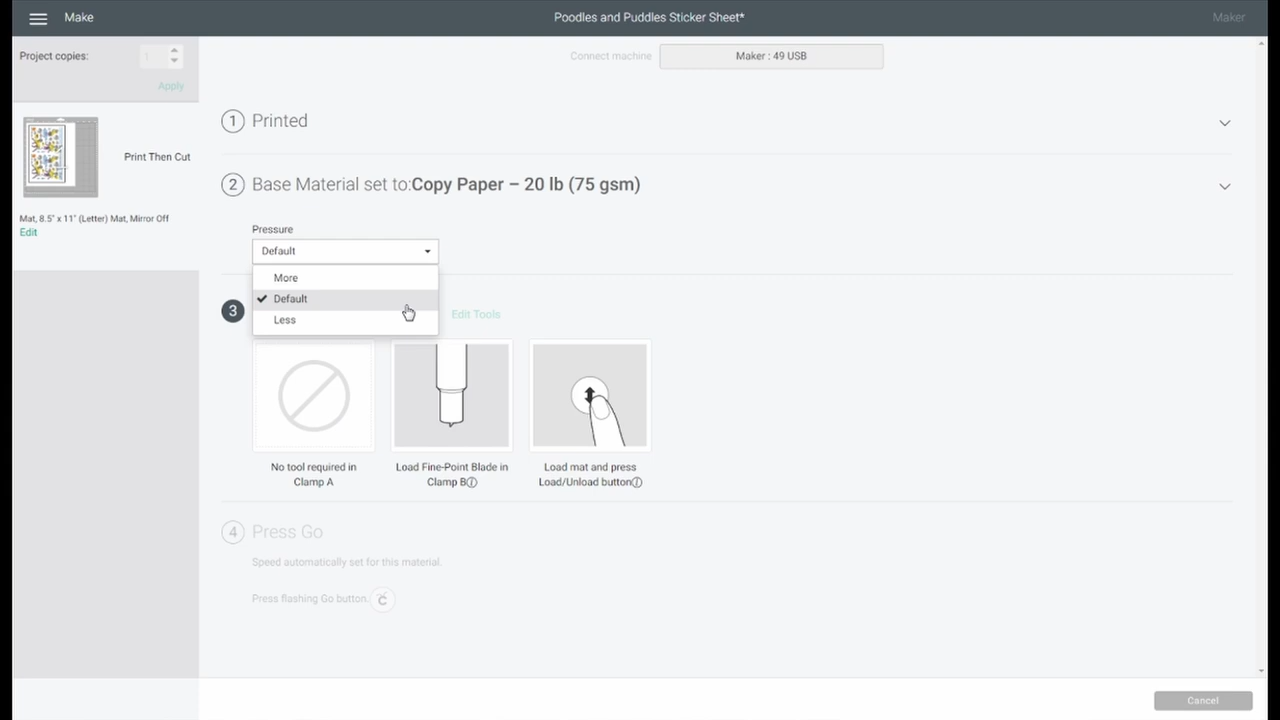 Make
Poodles and Puddles Sticker Sheet*
Maker
Project copies:
1
Apply
Connect machine
Maker : 49 USB
Print Then Cut
Mat, 8.5" x 11" (Letter) Mat, Mirror Off
Edit
1 Printed
2 Base Material set to:Copy Paper – 20 lb (75 gsm)
Pressure
Default
More
Default
Less
3
Edit Tools
No tool required in
Clamp A
Load Fine-Point Blade in
Clamp B
Load mat and press
Load/Unload button
4 Press Go
Speed automatically set for this material.
Press flashing Go button.
Cancel